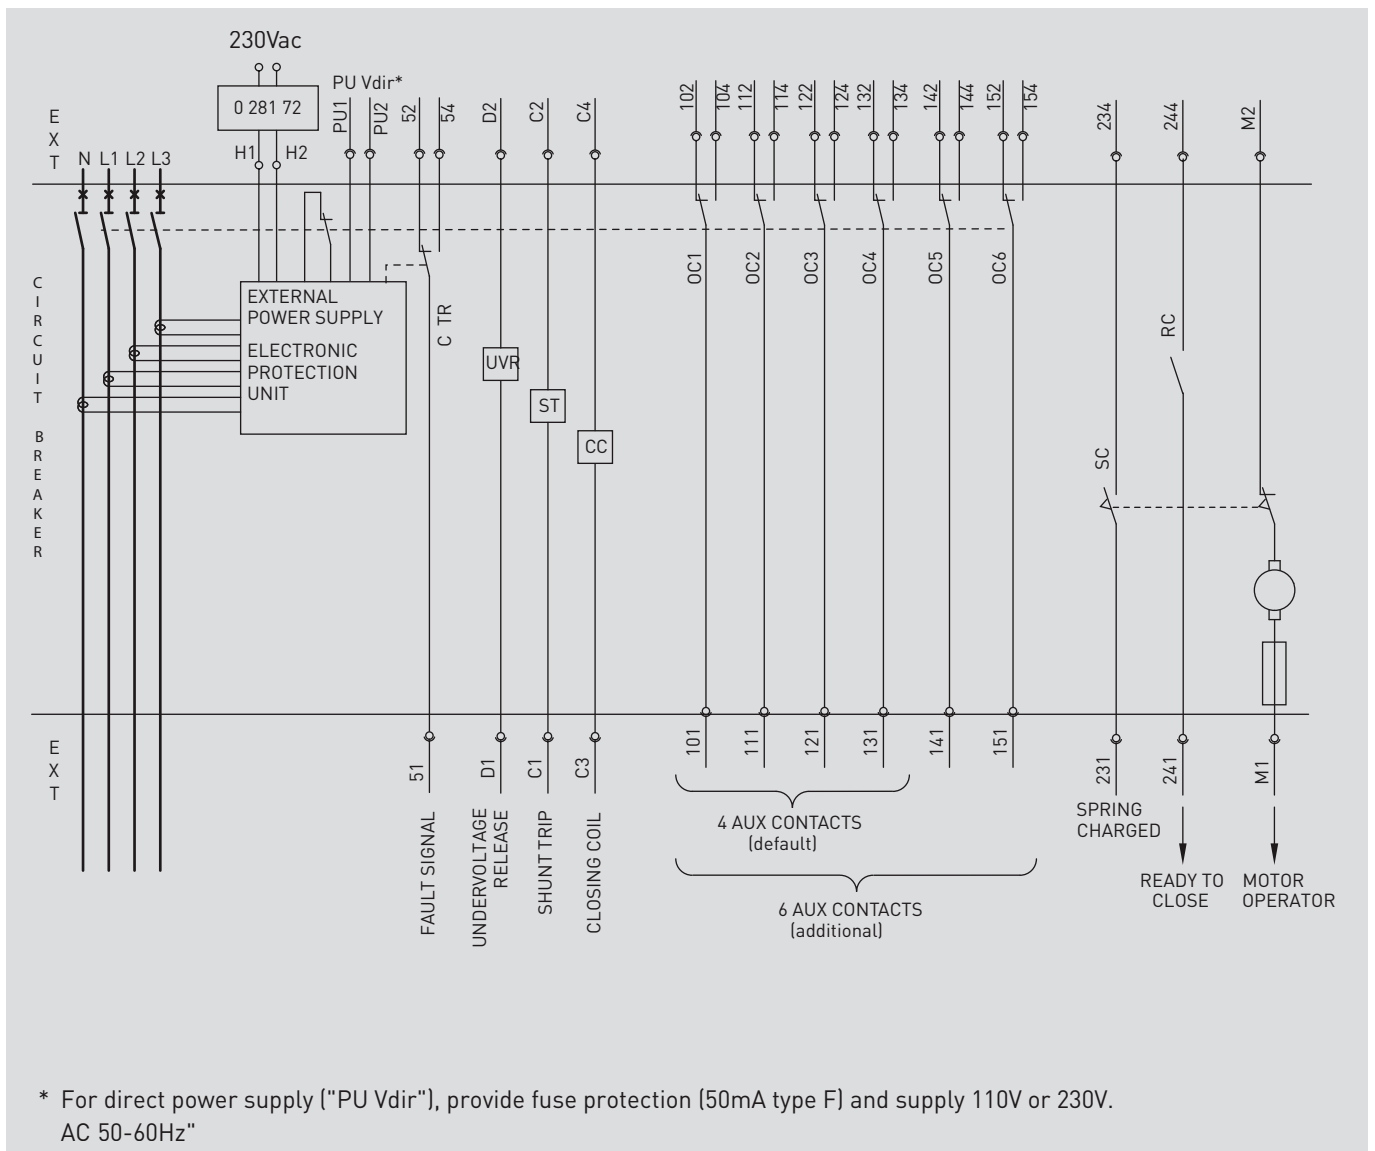 230Vac
PU Vdir*
0 281 72
H1 H2
PU1 PU2 52 54 D2 C2 C4 102 104 112 114 122 124 132 134 142 144 152 154 234 244 M2
EXT
N L1 L2 L3
CIRCUIT BREAKER
EXTERNAL
POWER SUPPLY
ELECTRONIC
PROTECTION
UNIT
C TR
UVR
ST
CC
OC1 OC2 OC3 OC4 OC5 OC6
RC
SC
EXT
51 D1 C1 C3 101 111 121 131 141 151 231 241 M1
FAULT SIGNAL
UNDERVOLTAGE
RELEASE
SHUNT TRIP
CLOSING COIL
4 AUX CONTACTS
(default)
6 AUX CONTACTS
(additional)
SPRING
CHARGED
READY TO
CLOSE
MOTOR
OPERATOR
* For direct power supply ("PU Vdir"), provide fuse protection (50mA type F) and supply 110V or 230V.
AC 50-60Hz"